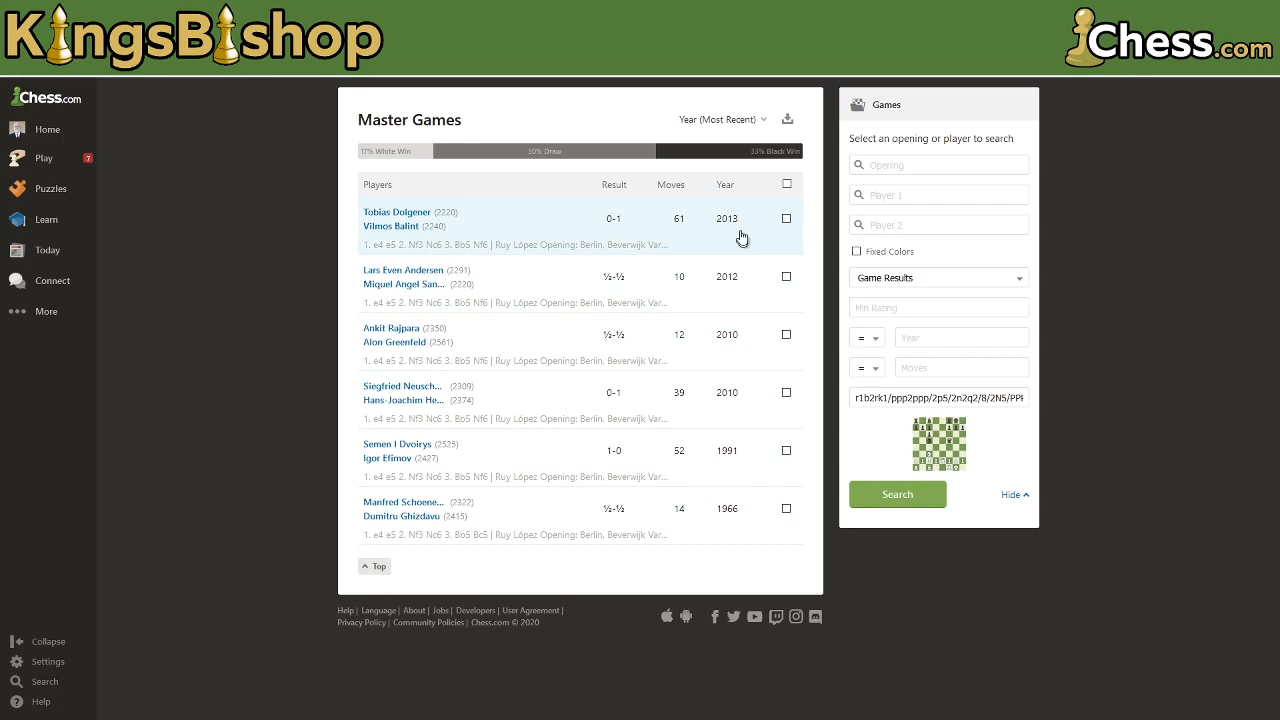 KingsBishop
Chess.com
Chess.com
Home
Play 7
Puzzles
Learn
Today
Connect
More
Collapse
Settings
Search
Help
Master Games
Year (Most Recent)
17% White Win 50% Draw 33% Black Win
Players Result Moves Year
Tobias Dolgener (2220)
Vilmos Balint (2240)
0-1 61 2013
1. e4 e5 2. Nf3 Nc6 3. Bb5 Nf6 | Ruy López Opening: Berlin, Beverwijk Var...
Lars Even Andersen (2291)
Miquel Angel San... (2220)
½-½ 10 2012
1. e4 e5 2. Nf3 Nc6 3. Bb5 Nf6 | Ruy López Opening: Berlin, Beverwijk Var...
Ankit Rajpara (2350)
Alon Greenfeld (2561)
½-½ 12 2010
1. e4 e5 2. Nf3 Nc6 3. Bb5 Nf6 | Ruy López Opening: Berlin, Beverwijk Var...
Siegfried Neusch... (2309)
Hans-Joachim He... (2374)
0-1 39 2010
1. e4 e5 2. Nf3 Nc6 3. Bb5 Nf6 | Ruy López Opening: Berlin, Beverwijk Var...
Semen I Dvoirys (2525)
Igor Efimov (2427)
1-0 52 1991
1. e4 e5 2. Nf3 Nc6 3. Bb5 Nf6 | Ruy López Opening: Berlin, Beverwijk Var...
Manfred Schoene... (2322)
Dumitru Ghizdavu (2415)
½-½ 14 1966
1. e4 e5 2. Nf3 Nc6 3. Bb5 Bc5 | Ruy López Opening: Berlin, Beverwijk Var...
Top
Help | Language | About | Jobs | Developers | User Agreement |
Privacy Policy | Community Policies | Chess.com © 2020
Games
Select an opening or player to search
Opening
Player 1
Player 2
Fixed Colors
Game Results
Min Rating
= Year
= Moves
r1b2rk1/ppp2ppp/2p5/2n2q2/8/2N5/PPP
Search Hide